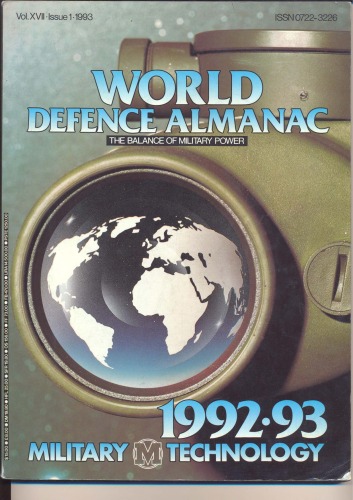 Vol.XVII·Issue 1·1993
ISSN 0722-3226
WORLD
DEFENCE ALMANAC
THE BALANCE OF MILITARY POWER
1992·93
MILITARY M TECHNOLOGY